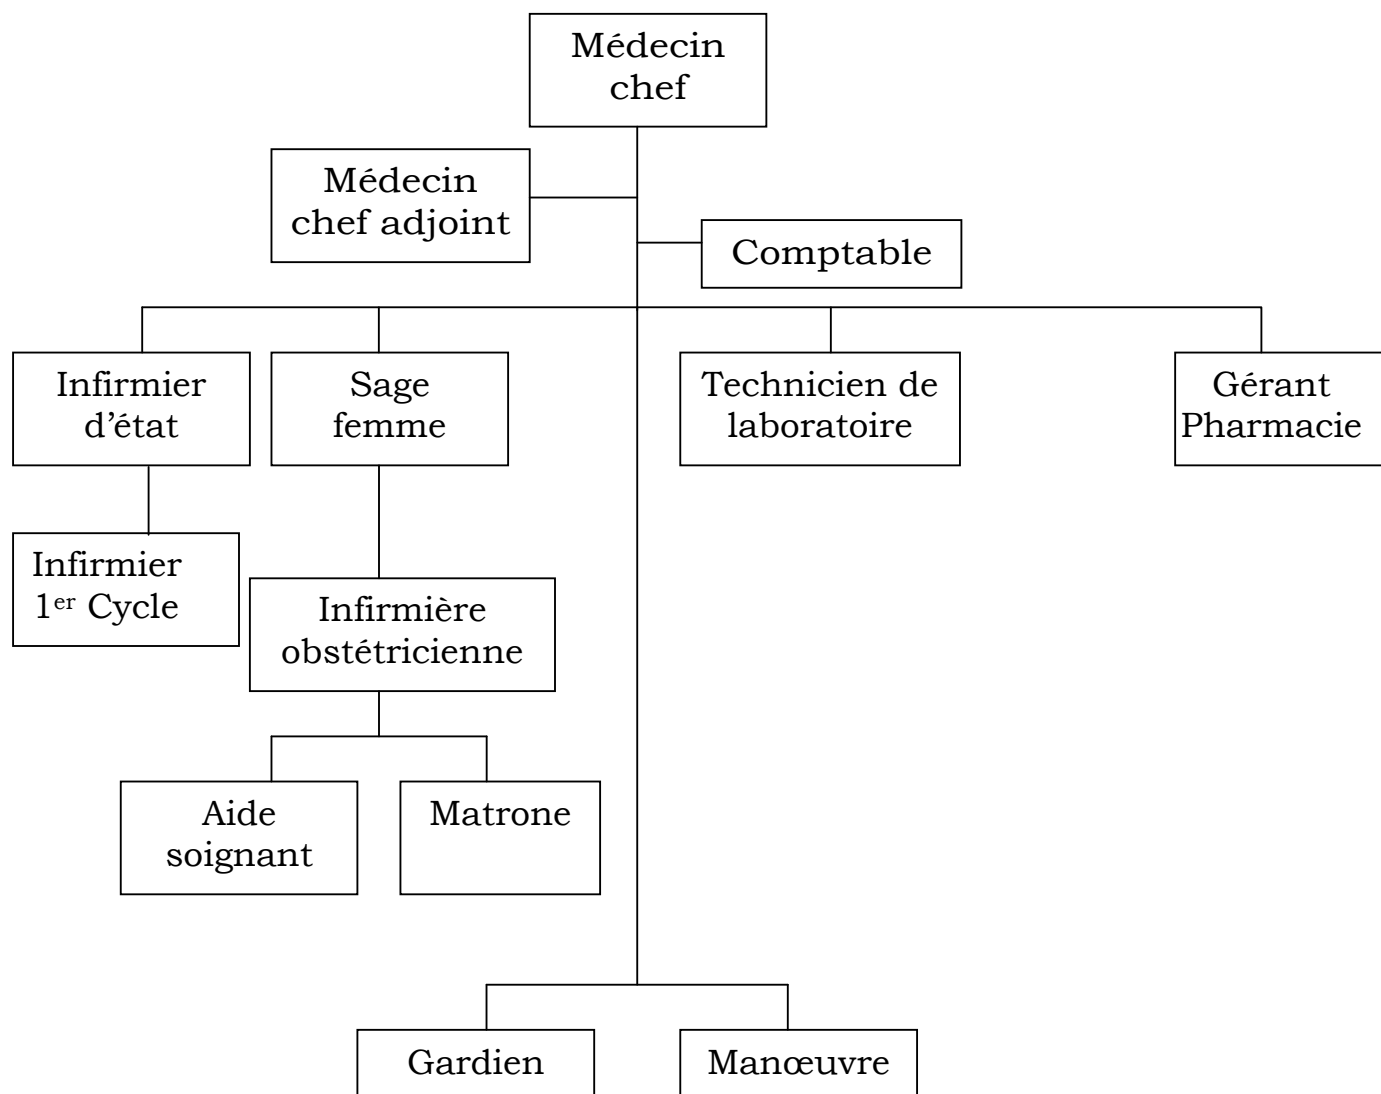 Médecin
chef
Médecin
chef adjoint
Comptable
Infirmier
d’état
Sage
femme
Technicien de
laboratoire
Gérant
Pharmacie
Infirmier
1er Cycle
Infirmière
obstétricienne
Aide
soignant
Matrone
Gardien
Manœuvre